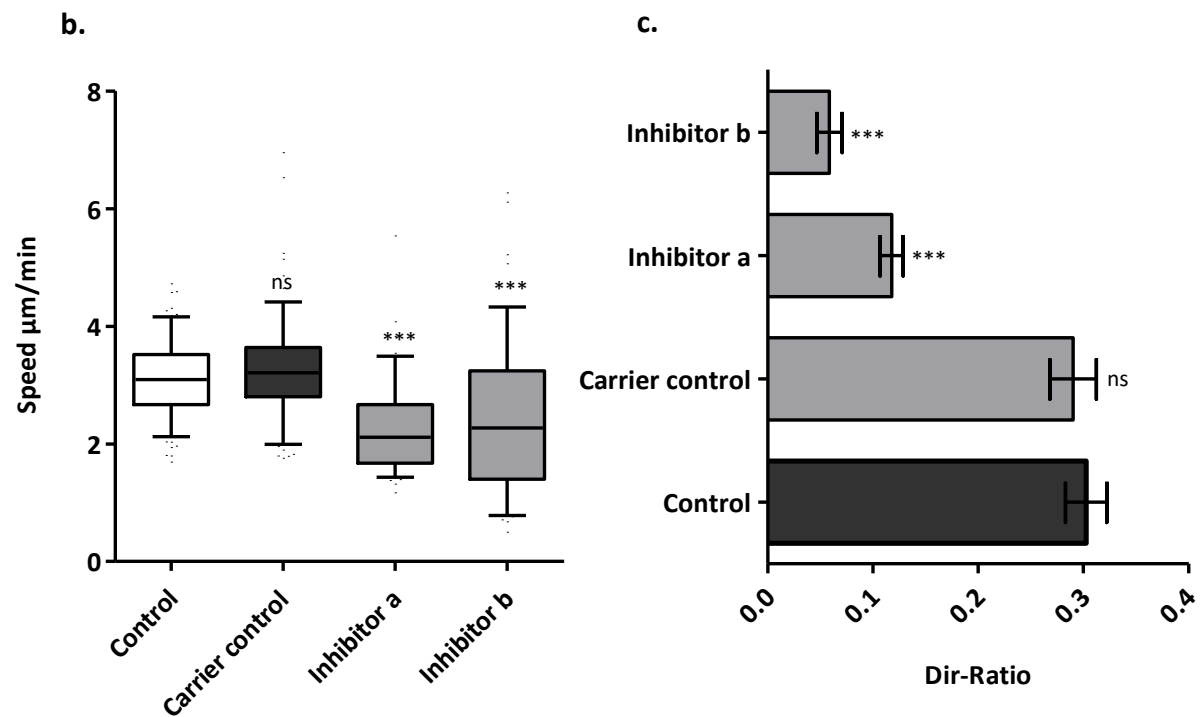 b.
8
6
4
2
0
Speed μm/min
ns
***
***
Control
Carrier control
Inhibitor a
Inhibitor b
c.
Inhibitor b
***
Inhibitor a
***
Carrier control
ns
Control
0.0
0.1
0.2
0.3
0.4
Dir-Ratio